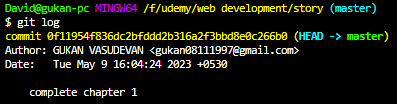 David@gukan-pc MINGW64 /f/udemy/web development/story (master)
$ git log
commit 0f11954f836dc2bfddd2b316a2f3bbd8e0c266b0 (HEAD -> master)
Author: GUKAN VASUDEVAN <gukan08111997@gmail.com>
Date:   Tue May 9 16:04:24 2023 +0530
    complete chapter 1